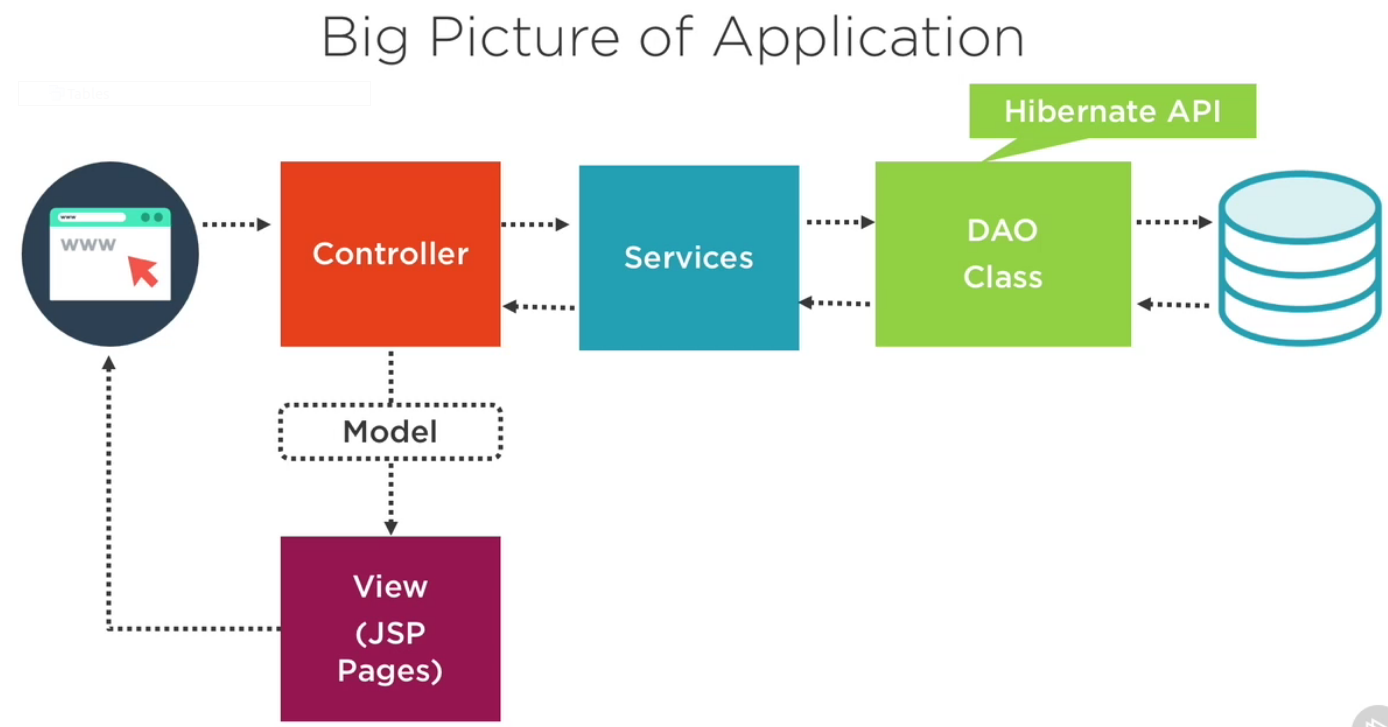 Big Picture of Application
Hibernate API
www
www
Controller
Services
DAO
Class
Model
View
(JSP
Pages)